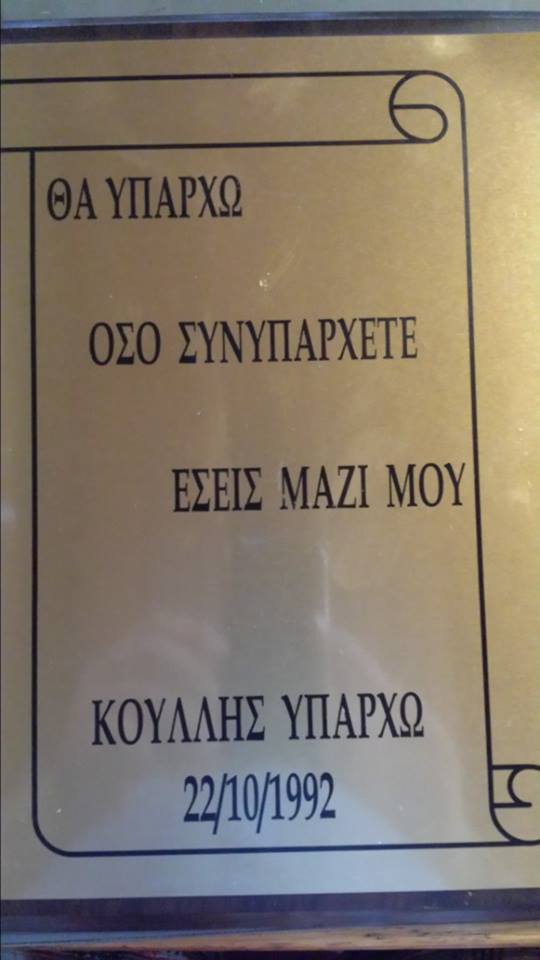 ΘΑ ΥΠΑΡΧΩ
ΟΣΟ ΣΥΝΥΠΑΡΧΕΤΕ
ΕΣΕΙΣ ΜΑΖΙ ΜΟΥ
ΚΟΥΛΛΗΣ ΥΠΑΡΧΩ
22/10/1992